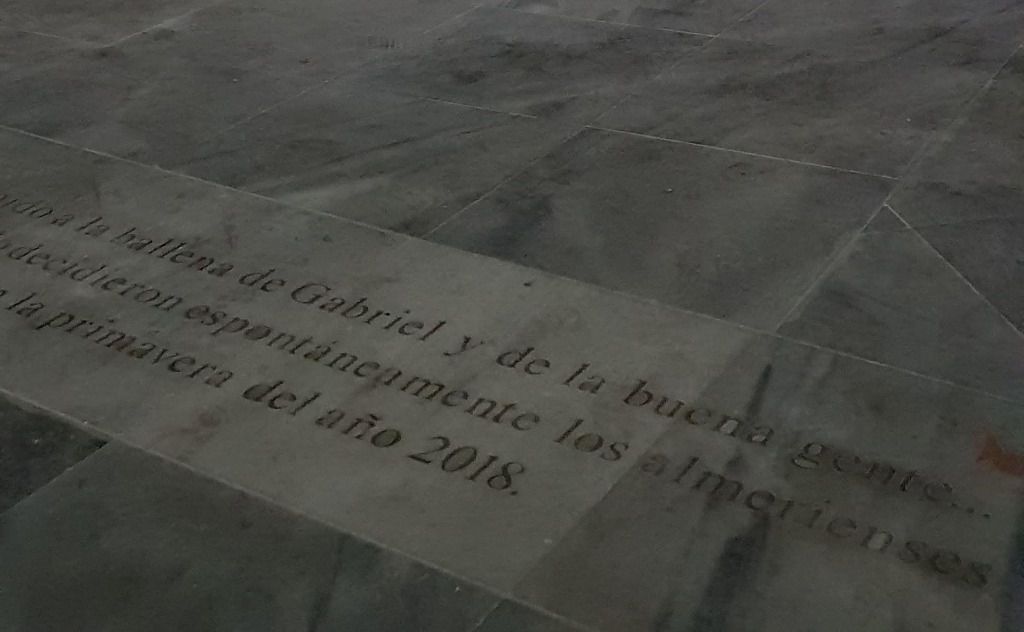 a la ballena de Gabriel y de la buena gente...
decidieron espontáneamente los almerienses
la primavera del año 2018.